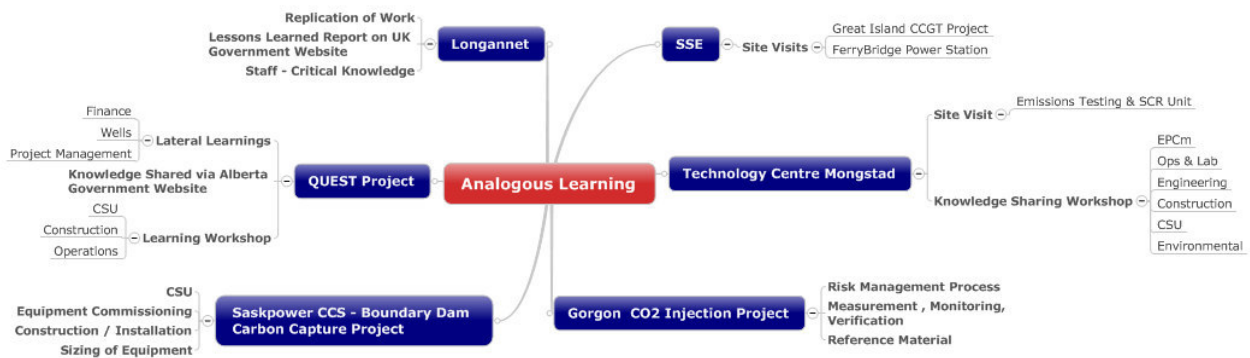 Replication of Work
Lessons Learned Report on UK
Government Website
Staff - Critical Knowledge
Longannet
SSE
Site Visits
Great Island CCGT Project
FerryBridge Power Station
Finance
Wells
Project Management
Lateral Learnings
Knowledge Shared via Alberta
Government Website
CSU
Construction
Operations
Learning Workshop
QUEST Project
Analogous Learning
Technology Centre Mongstad
Site Visit
Emissions Testing & SCR Unit
Knowledge Sharing Workshop
EPCm
Ops & Lab
Engineering
Construction
CSU
Environmental
CSU
Equipment Commissioning
Construction / Installation
Sizing of Equipment
Saskpower CCS - Boundary Dam
Carbon Capture Project
Gorgon CO2 Injection Project
Risk Management Process
Measurement , Monitoring,
Verification
Reference Material